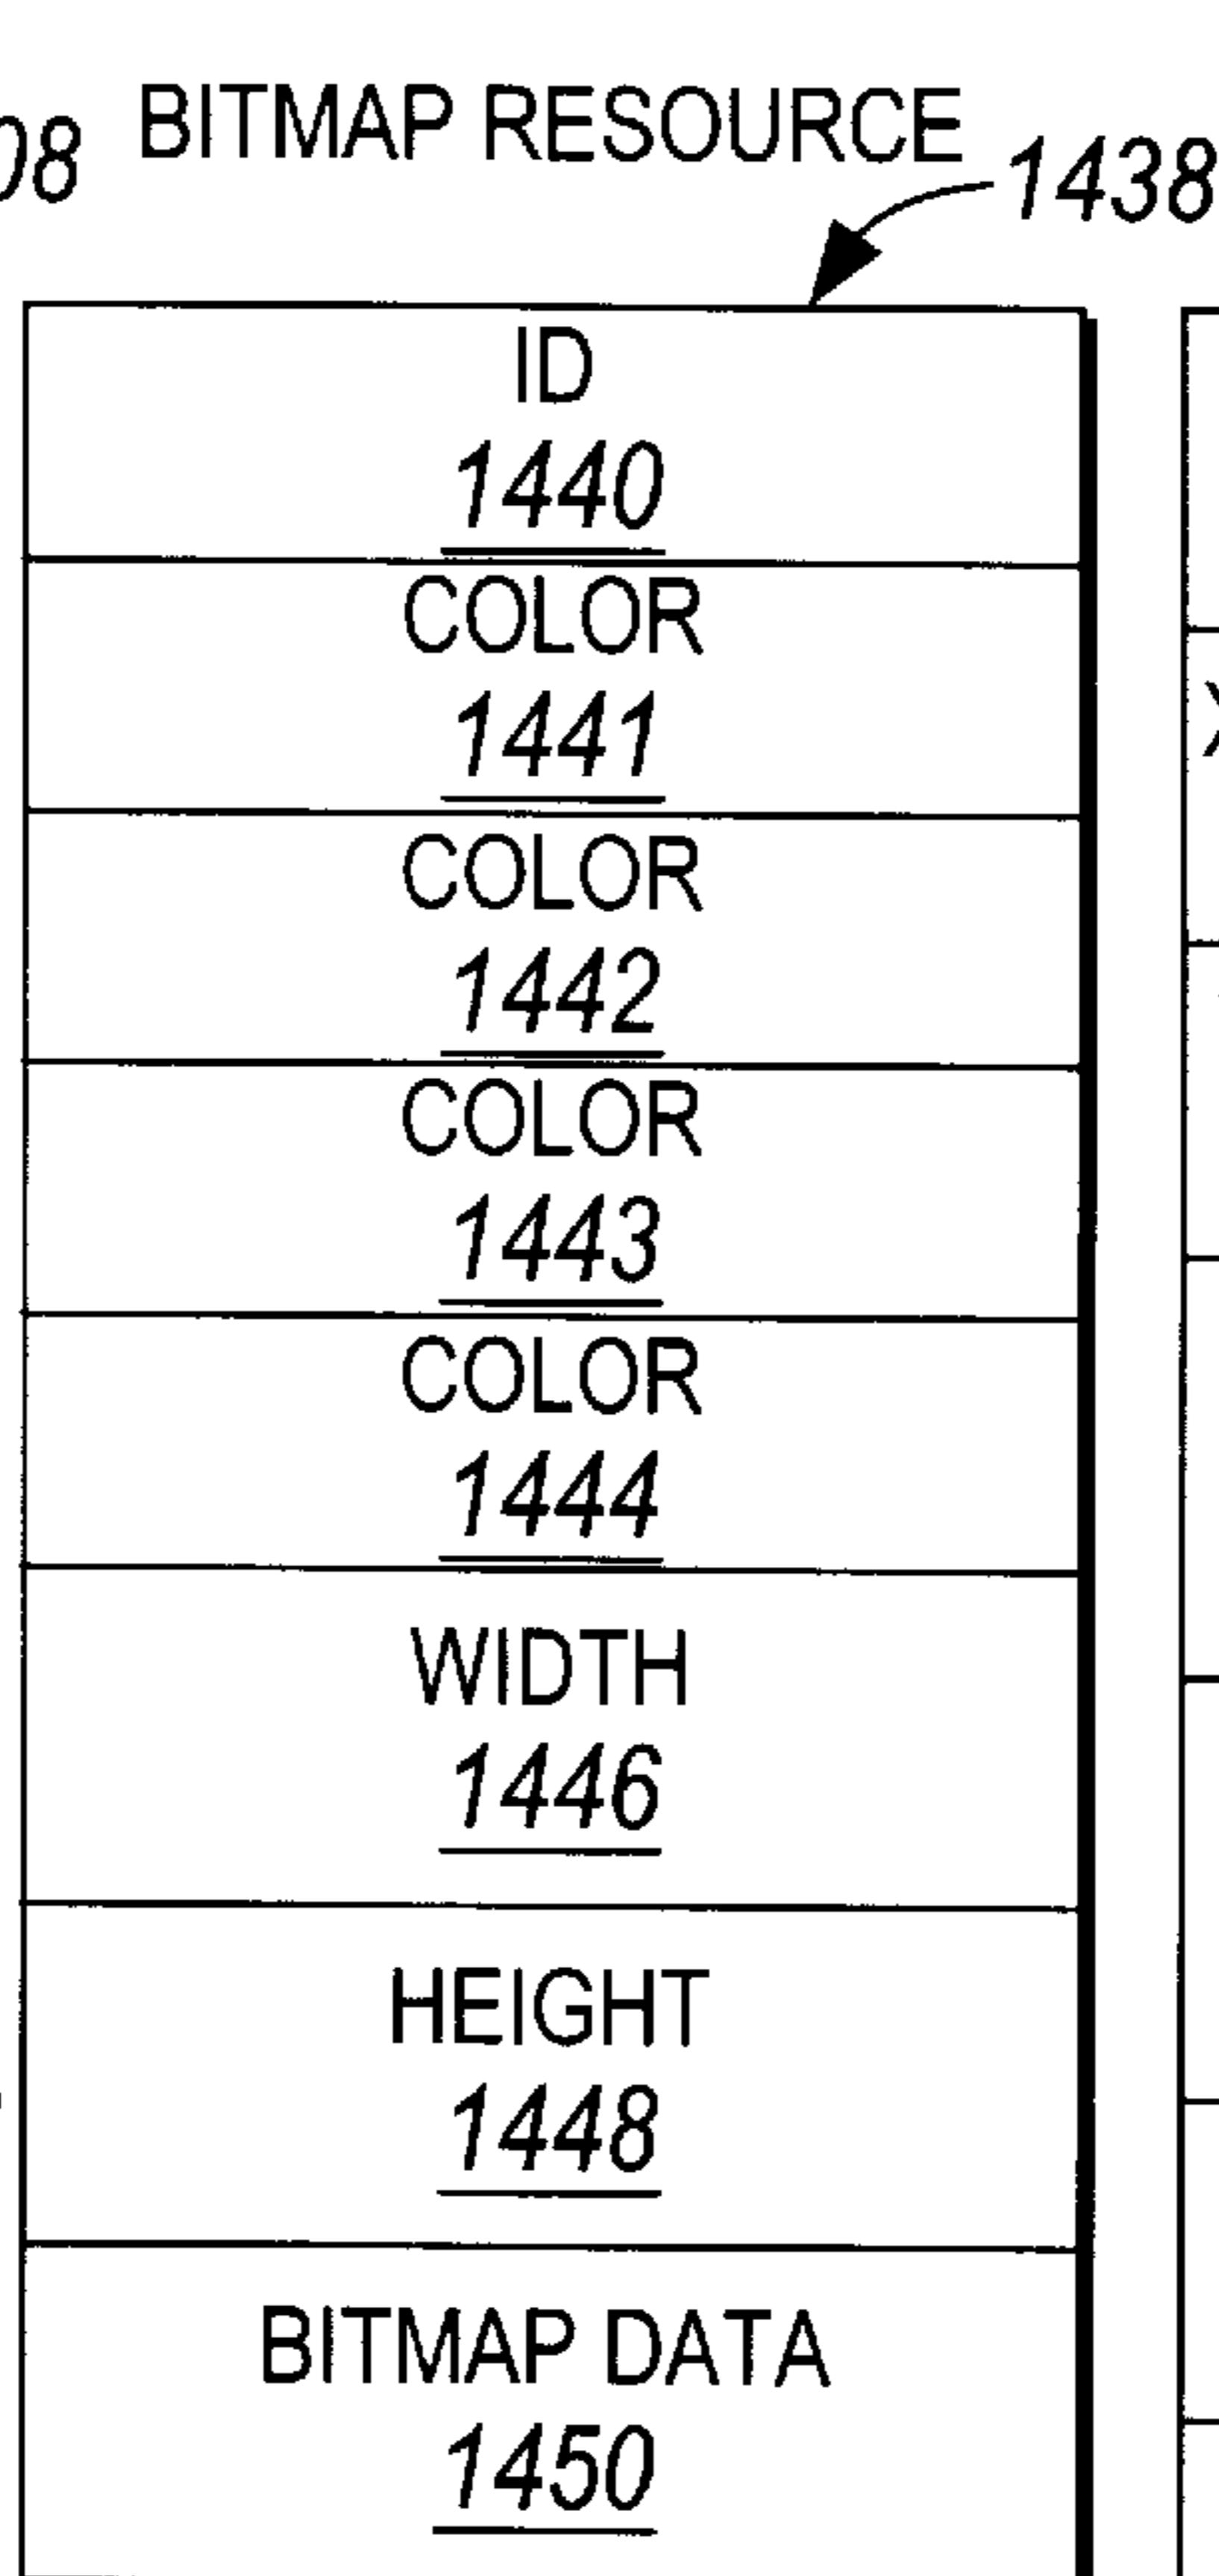 BITMAP RESOURCE
1438
ID
1440
COLOR
1441
COLOR
1442
COLOR
1443
COLOR
1444
WIDTH
1446
HEIGHT
1448
BITMAP DATA
1450